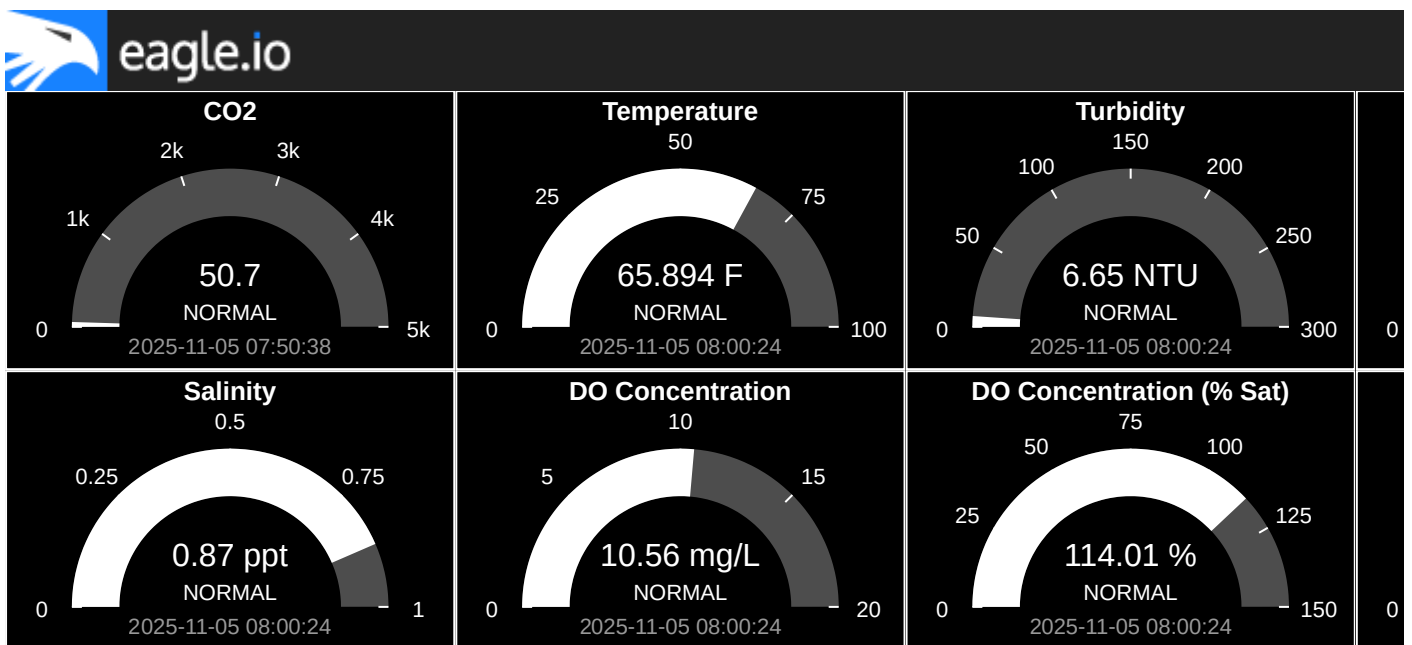 eagle.io
CO2
0
1k
2k
3k
4k
5k
50.7
NORMAL
2025-11-05 07:50:38
Temperature
0
25
50
75
100
65.894 F
NORMAL
2025-11-05 08:00:24
Turbidity
0
50
100
150
200
250
300
6.65 NTU
NORMAL
2025-11-05 08:00:24
0
Salinity
0
0.25
0.5
0.75
1
0.87 ppt
NORMAL
2025-11-05 08:00:24
DO Concentration
0
5
10
15
20
10.56 mg/L
NORMAL
2025-11-05 08:00:24
DO Concentration (% Sat)
0
25
50
75
100
125
150
114.01 %
NORMAL
2025-11-05 08:00:24
0